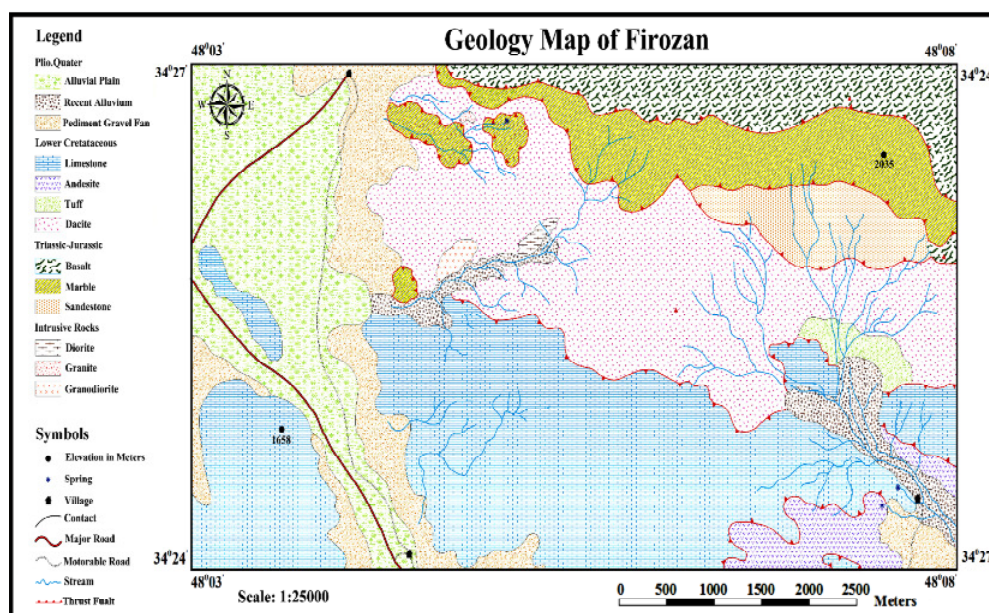 Geology Map of Firozan
Legend
Plio.Quater
Alluvial Plain
Recent Alluvium
Pediment Gravel Fan
Lower Cretaceous
Limestone
Andesite
Tuff
Dacite
Triassic-Jurassic
Basalt
Marble
Sandestone
Intrusive Rocks
Diorite
Granite
Granodiorite
Symbols
Elevation in Meters
Spring
Village
Contact
Major Road
Motorable Road
Stream
Thrust Fualt
48°03′
48°08′
34°27′
34°24′
N
W
E
S
2035
1658
34°24′
34°27′
48°03′
48°08′
Scale: 1:25000
0 500 1000 1500 2000 2500
Meters